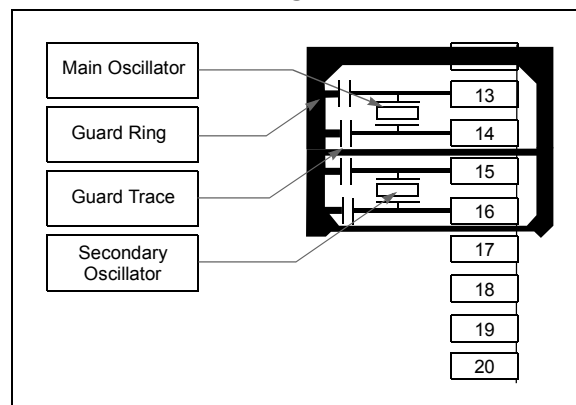 Main Oscillator
Guard Ring
Guard Trace
Secondary
Oscillator
13
14
15
16
17
18
19
20